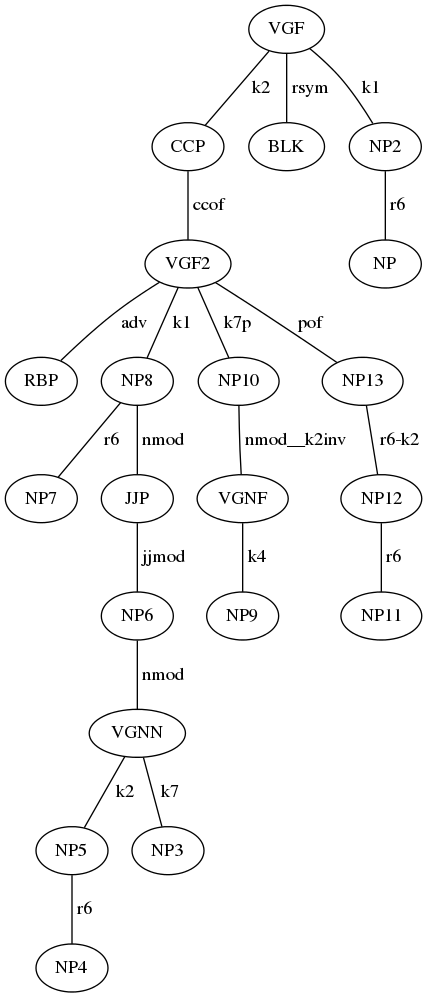 VGF
k2 rsym k1
CCP BLK NP2
ccof r6
VGF2 NP
adv k1 k7p pof
RBP NP8 NP10 NP13
r6 nmod nmod__k2inv r6-k2
NP7 JJP VGNF NP12
jjmod k4 r6
NP6 NP9 NP11
nmod
VGNN
k2 k7
NP5 NP3
r6
NP4